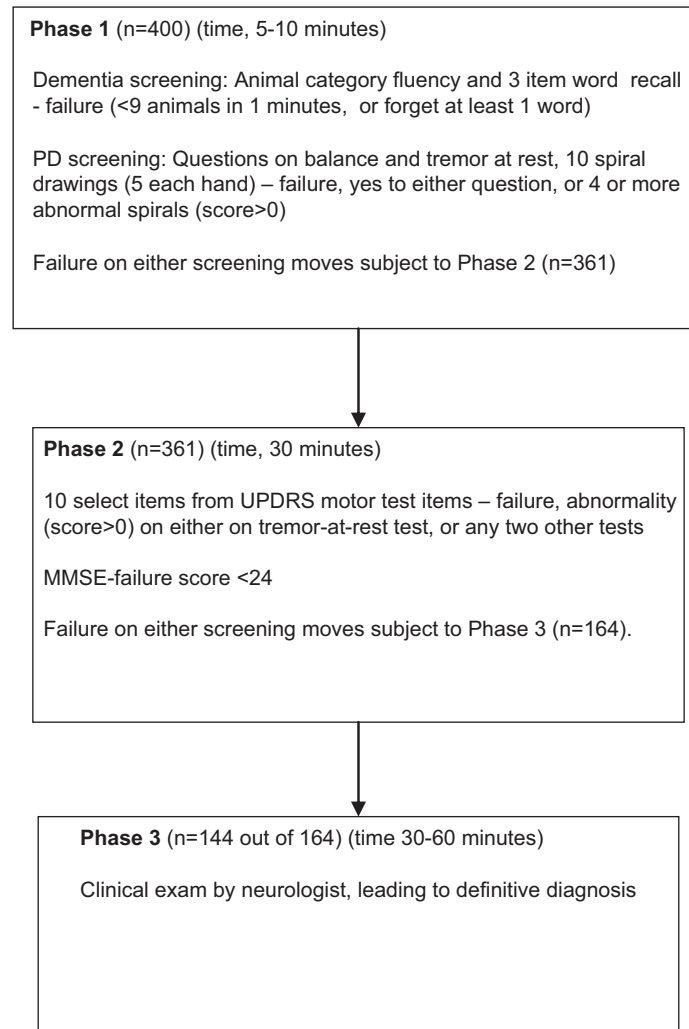 Phase 1 (n=400) (time, 5-10 minutes)
Dementia screening: Animal category fluency and 3 item word recall
- failure (<9 animals in 1 minutes, or forget at least 1 word)
PD screening: Questions on balance and tremor at rest, 10 spiral
drawings (5 each hand) – failure, yes to either question, or 4 or more
abnormal spirals (score>0)
Failure on either screening moves subject to Phase 2 (n=361)
Phase 2 (n=361) (time, 30 minutes)
10 select items from UPDRS motor test items – failure, abnormality
(score>0) on either on tremor-at-rest test, or any two other tests
MMSE-failure score <24
Failure on either screening moves subject to Phase 3 (n=164).
Phase 3 (n=144 out of 164) (time 30-60 minutes)
Clinical exam by neurologist, leading to definitive diagnosis